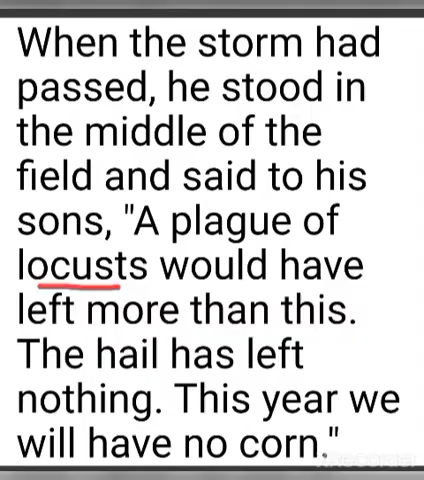 When the storm had
passed, he stood in
the middle of the
field and said to his
sons, "A plague of
locusts would have
left more than this.
The hail has left
nothing. This year we
will have no corn."